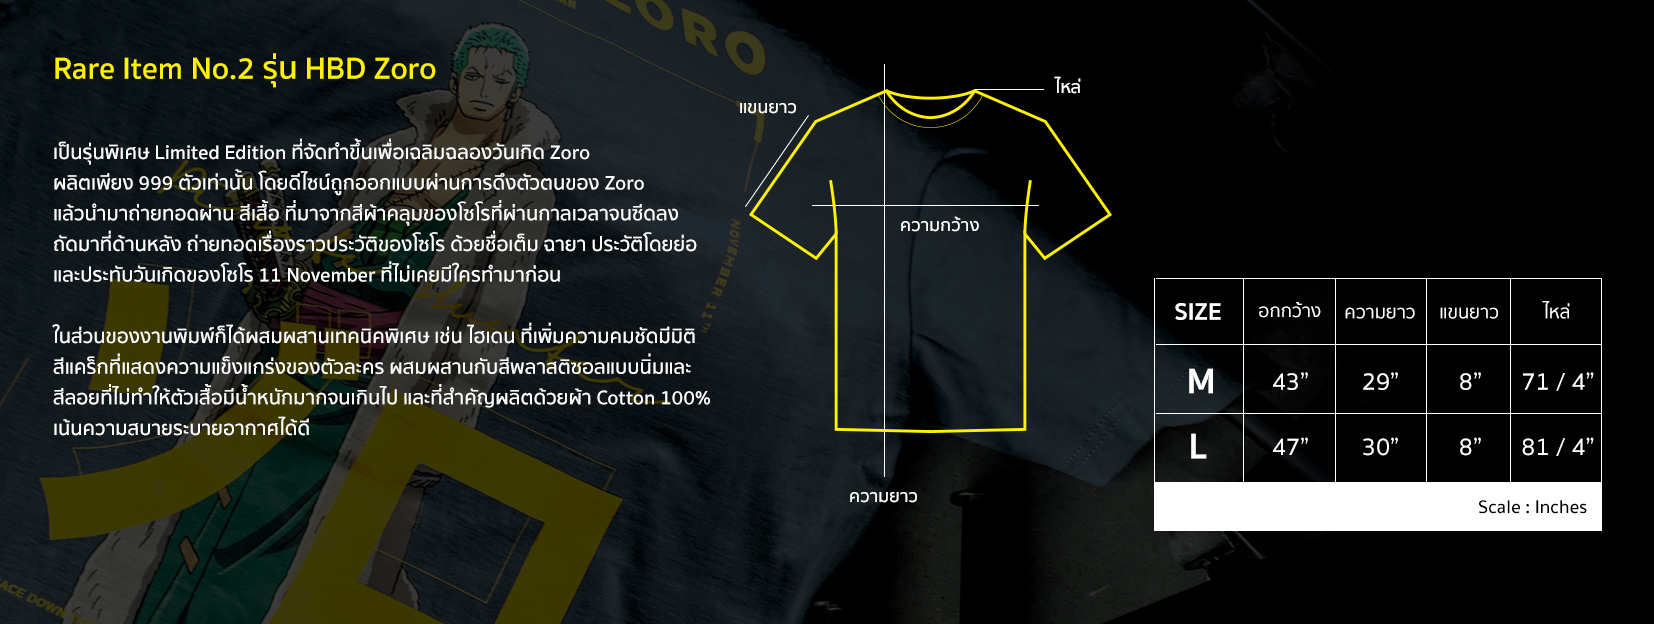 Rare Item No.2 รุ่น HBD Zoro
เป็นรุ่นพิเศษ Limited Edition ที่จัดทำขึ้นเพื่อเฉลิมฉลองวันเกิด Zoro
ผลิตเพียง 999 ตัวเท่านั้น โดยดีไซน์ถูกออกแบบผ่านการดึงตัวตนของ Zoro
แล้วนำมาถ่ายทอดผ่าน สีเสื้อ ที่มาจากสีผ้าคลุมของโซโรที่ผ่านกาลเวลาจนซีดลง
ถัดมาที่ด้านหลัง ถ่ายทอดเรื่องราวประวัติของโซโร ด้วยชื่อเต็ม ฉายา ประวัติโดยย่อ
และประทับวันเกิดของโซโร 11 November ที่ไม่เคยมีใครทำมาก่อน
ในส่วนของงานพิมพ์ก็ได้ผสมผสานเทคนิคพิเศษ เช่น ไฮเดน ที่เพิ่มความคมชัดมีมิติ
สีแคร็กที่แสดงความแข็งแกร่งของตัวละคร ผสมผสานกับสีพลาสติซอลแบบนิ่มและ
สีลอยที่ไม่ทำให้ตัวเสื้อมีน้ำหนักมากจนเกินไป และที่สำคัญผลิตด้วยผ้า Cotton 100%
เน้นความสบายระบายอากาศได้ดี
ZORO
NOVEMBER 11TH
ACE DOWN
แขนยาว
ไหล่
ความกว้าง
ความยาว
SIZE อกกว้าง ความยาว แขนยาว ไหล่
M 43” 29” 8” 71 / 4”
L 47” 30” 8” 81 / 4”
Scale : Inches